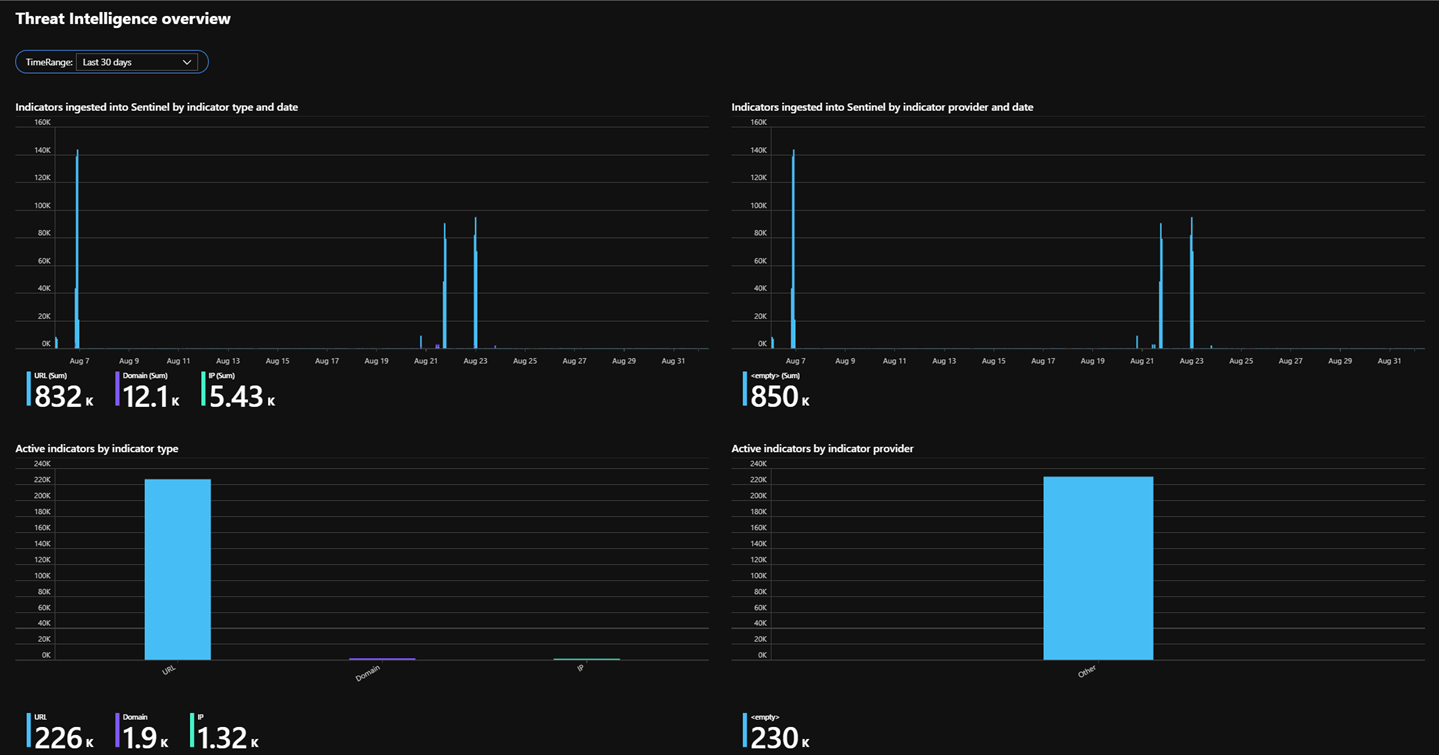 Threat Intelligence overview
TimeRange: Last 30 days
Indicators ingested into Sentinel by indicator type and date
160K
140K
120K
100K
80K
60K
40K
20K
0K
Aug 7 Aug 9 Aug 11 Aug 13 Aug 15 Aug 17 Aug 19 Aug 21 Aug 23 Aug 25 Aug 27 Aug 29 Aug 31
URL (Sum) Domain (Sum) IP (Sum)
832 K 12.1 K 5.43 K
Indicators ingested into Sentinel by indicator provider and date
160K
140K
120K
100K
80K
60K
40K
20K
0K
Aug 7 Aug 9 Aug 11 Aug 13 Aug 15 Aug 17 Aug 19 Aug 21 Aug 23 Aug 25 Aug 27 Aug 29 Aug 31
<empty> (Sum)
850 K
Active indicators by indicator type
240K
220K
200K
180K
160K
140K
120K
100K
80K
60K
40K
20K
0K
URL Domain IP
URL Domain IP
226 K 1.9 K 1.32 K
Active indicators by indicator provider
240K
220K
200K
180K
160K
140K
120K
100K
80K
60K
40K
20K
0K
Other
<empty>
230 K